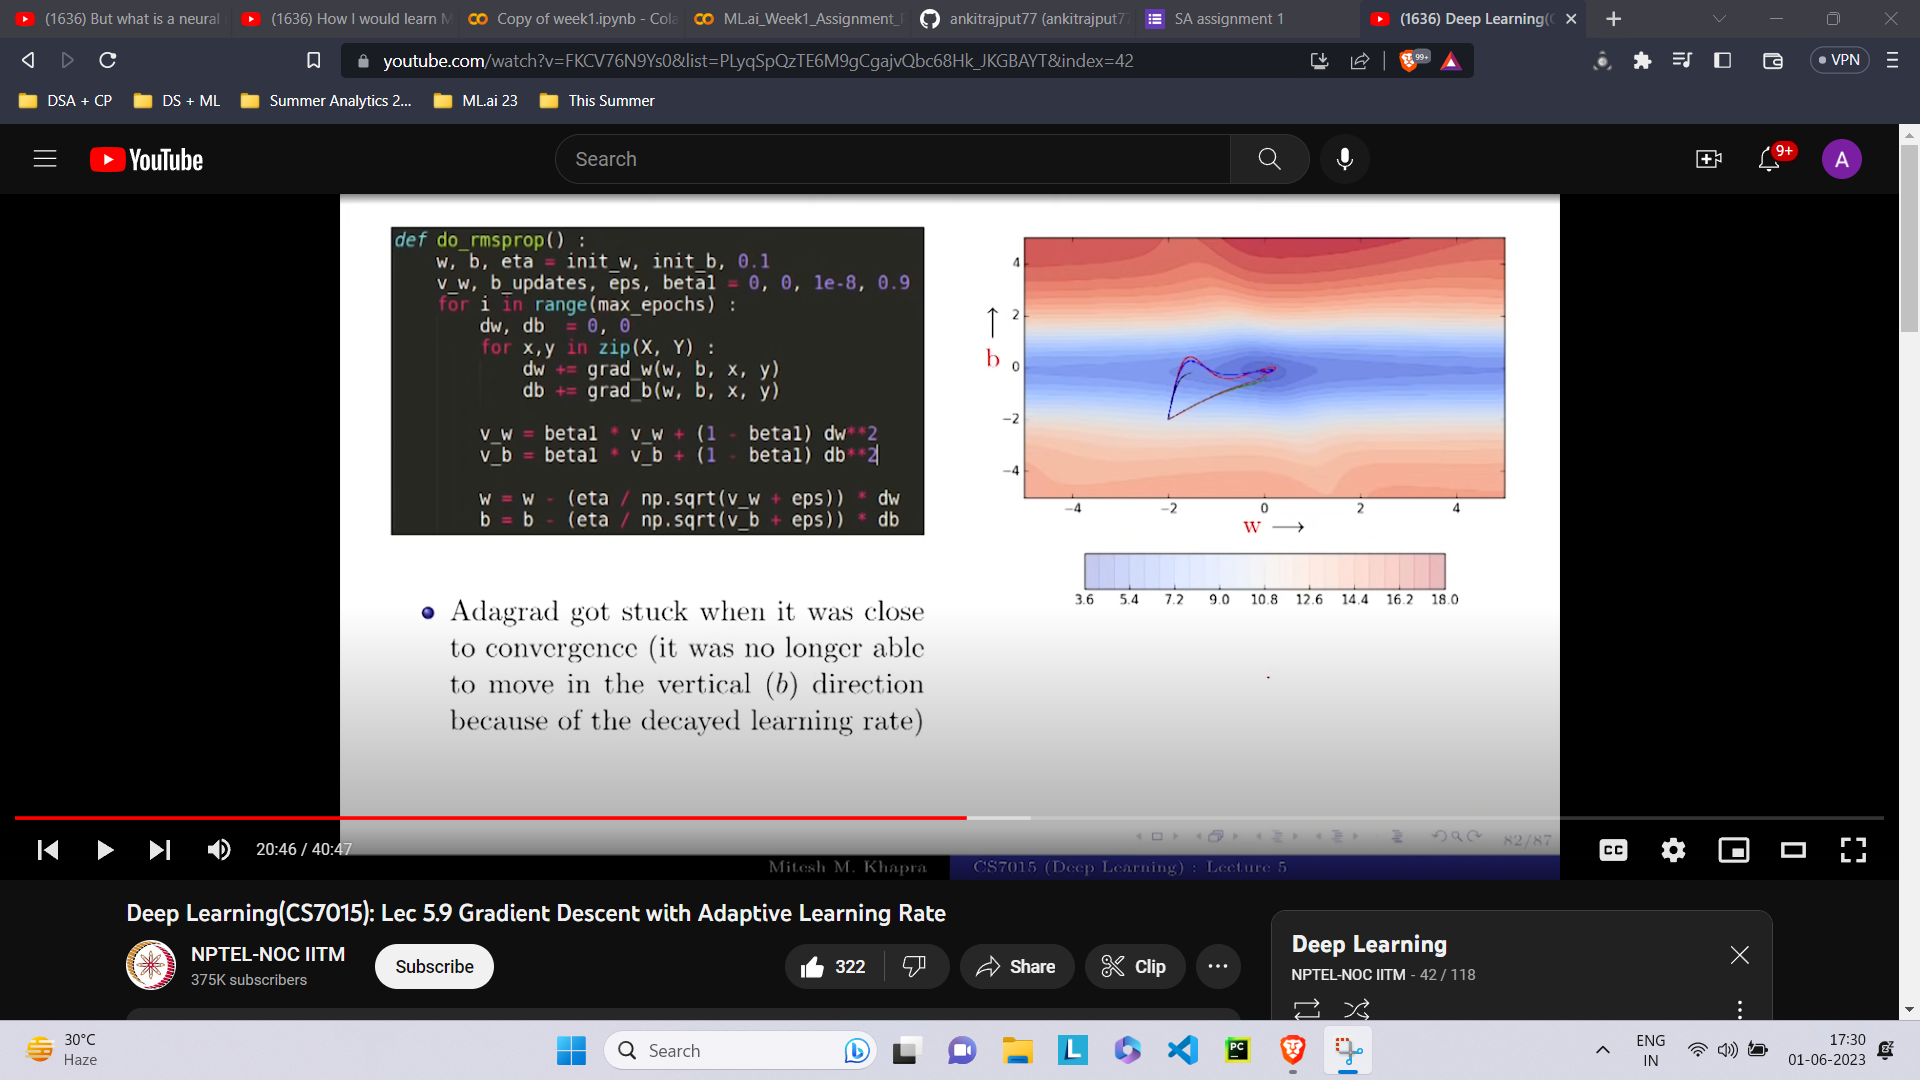 (1636) But what is a neural
(1636) How I would learn M
Copy of week1.ipynb - Cola
ML.ai_Week1_Assignment_
ankitrajput77 (ankitrajput77
SA assignment 1
(1636) Deep Learning(C
youtube.com/watch?v=FKCV76N9Ys0&list=PLyqSpQzTE6M9gCgajvQbc68Hk_JKGBAYT&index=42
99+
VPN
DSA + CP
DS + ML
Summer Analytics 2...
ML.ai 23
This Summer
YouTube
Search
9+
A
def do_rmsprop() :
w, b, eta = init_w, init_b, 0.1
v_w, b_updates, eps, beta1 = 0, 0, 1e-8, 0.9
for i in range(max_epochs) :
dw, db = 0, 0
for x,y in zip(X, Y) :
dw += grad_w(w, b, x, y)
db += grad_b(w, b, x, y)
v_w = beta1 * v_w + (1 - beta1) dw**2
v_b = beta1 * v_b + (1 - beta1) db**2
w = w - (eta / np.sqrt(v_w + eps)) * dw
b = b - (eta / np.sqrt(v_b + eps)) * db
4
2
0
−2
−4
b
−4 −2 0 2 4
w
3.6 5.4 7.2 9.0 10.8 12.6 14.4 16.2 18.0
Adagrad got stuck when it was close
to convergence (it was no longer able
to move in the vertical (b) direction
because of the decayed learning rate)
82/87
20:46 / 40:47
CC
Mitesh M. Khapra
CS7015 (Deep Learning) : Lecture 5
Deep Learning(CS7015): Lec 5.9 Gradient Descent with Adaptive Learning Rate
NPTEL-NOC IITM
375K subscribers
Subscribe
322
Share
Clip
Deep Learning
NPTEL-NOC IITM - 42 / 118
30°C
Haze
Search
L
PC
ENG
IN
17:30
01-06-2023